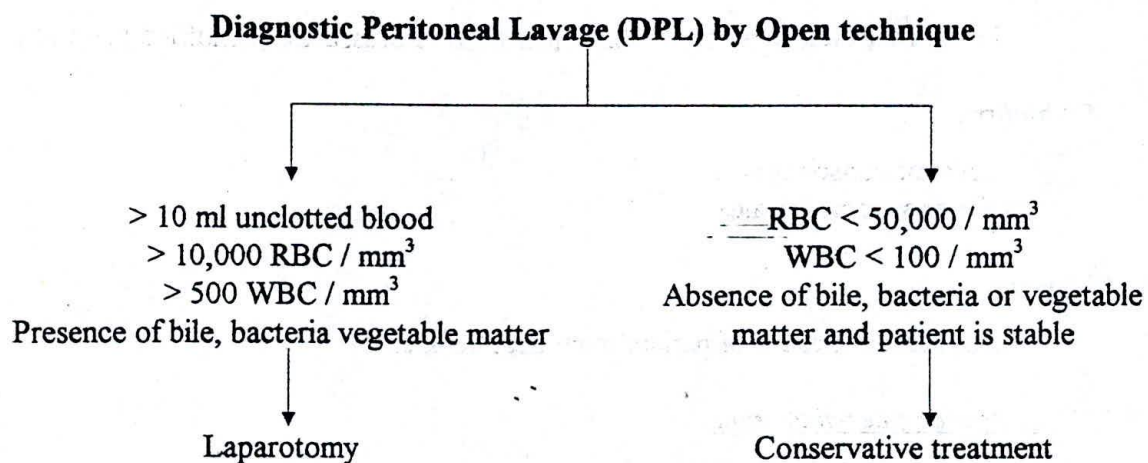 Diagnostic Peritoneal Lavage (DPL) by Open technique
> 10 ml unclotted blood
> 10,000 RBC / mm³
> 500 WBC / mm³
Presence of bile, bacteria vegetable matter
Laparotomy
RBC < 50,000 / mm³
WBC < 100 / mm³
Absence of bile, bacteria or vegetable
matter and patient is stable
Conservative treatment